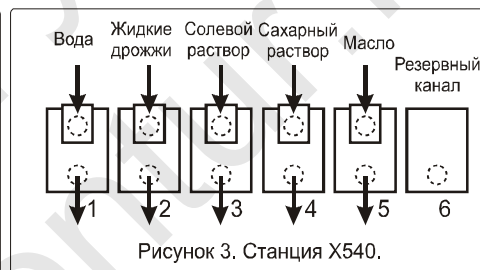 Вода
Жидкие дрожжи
Солевой раствор
Сахарный раствор
Масло
Резервный канал
1 2 3 4 5 6
Рисунок 3. Станция X540.